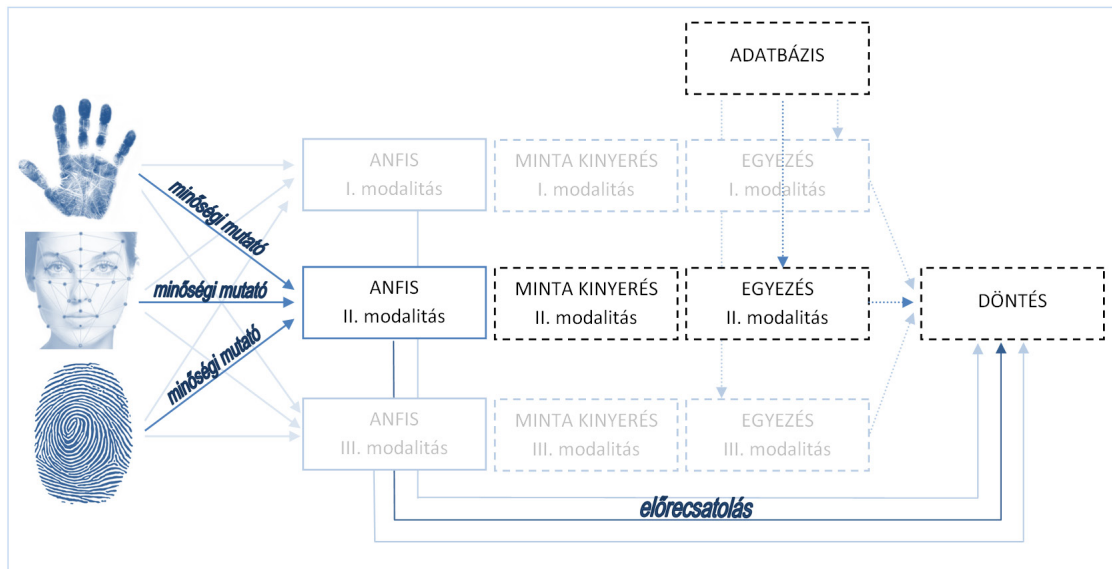 ADATBÁZIS
ANFIS
I. modalitás
MINTA KINYERÉS
I. modalitás
EGYEZÉS
I. modalitás
minőségi mutató
minőségi mutató
minőségi mutató
ANFIS
II. modalitás
MINTA KINYERÉS
II. modalitás
EGYEZÉS
II. modalitás
DÖNTÉS
ANFIS
III. modalitás
MINTA KINYERÉS
III. modalitás
EGYEZÉS
III. modalitás
előrecsatolás